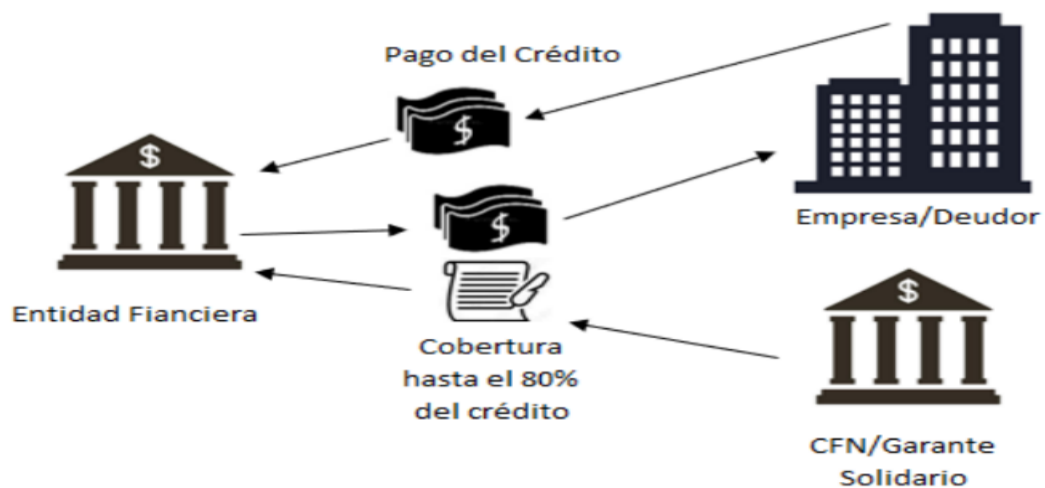 Pago del Crédito
$
$
$
Empresa/Deudor
Entidad Fianciera
$
Cobertura
hasta el 80%
del crédito
CFN/Garante
Solidario